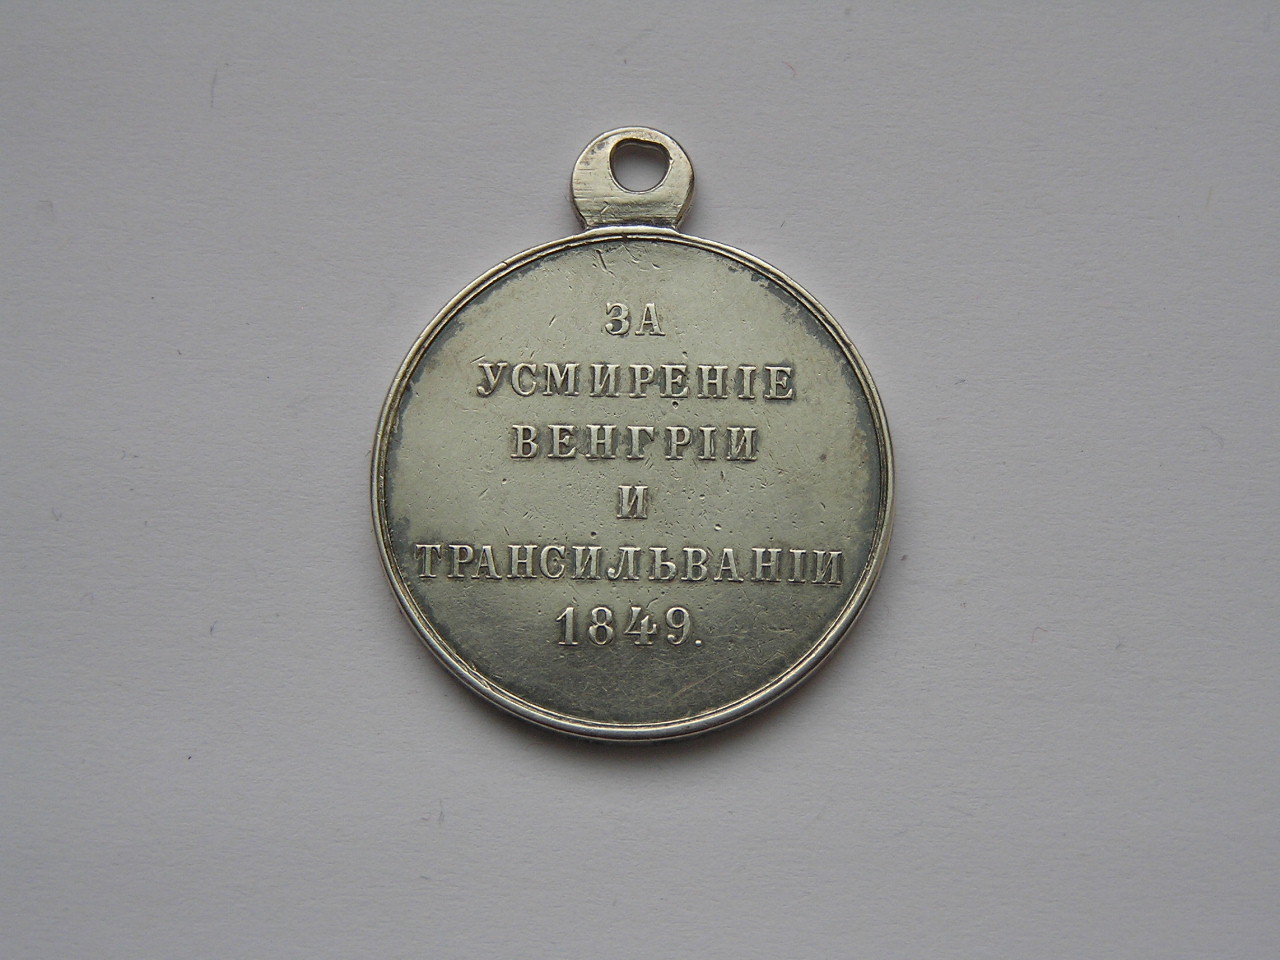 ЗА
УСМИРЕНІЕ
ВЕНГРІИ
И
ТРАНСИЛЬВАНІИ
1849.